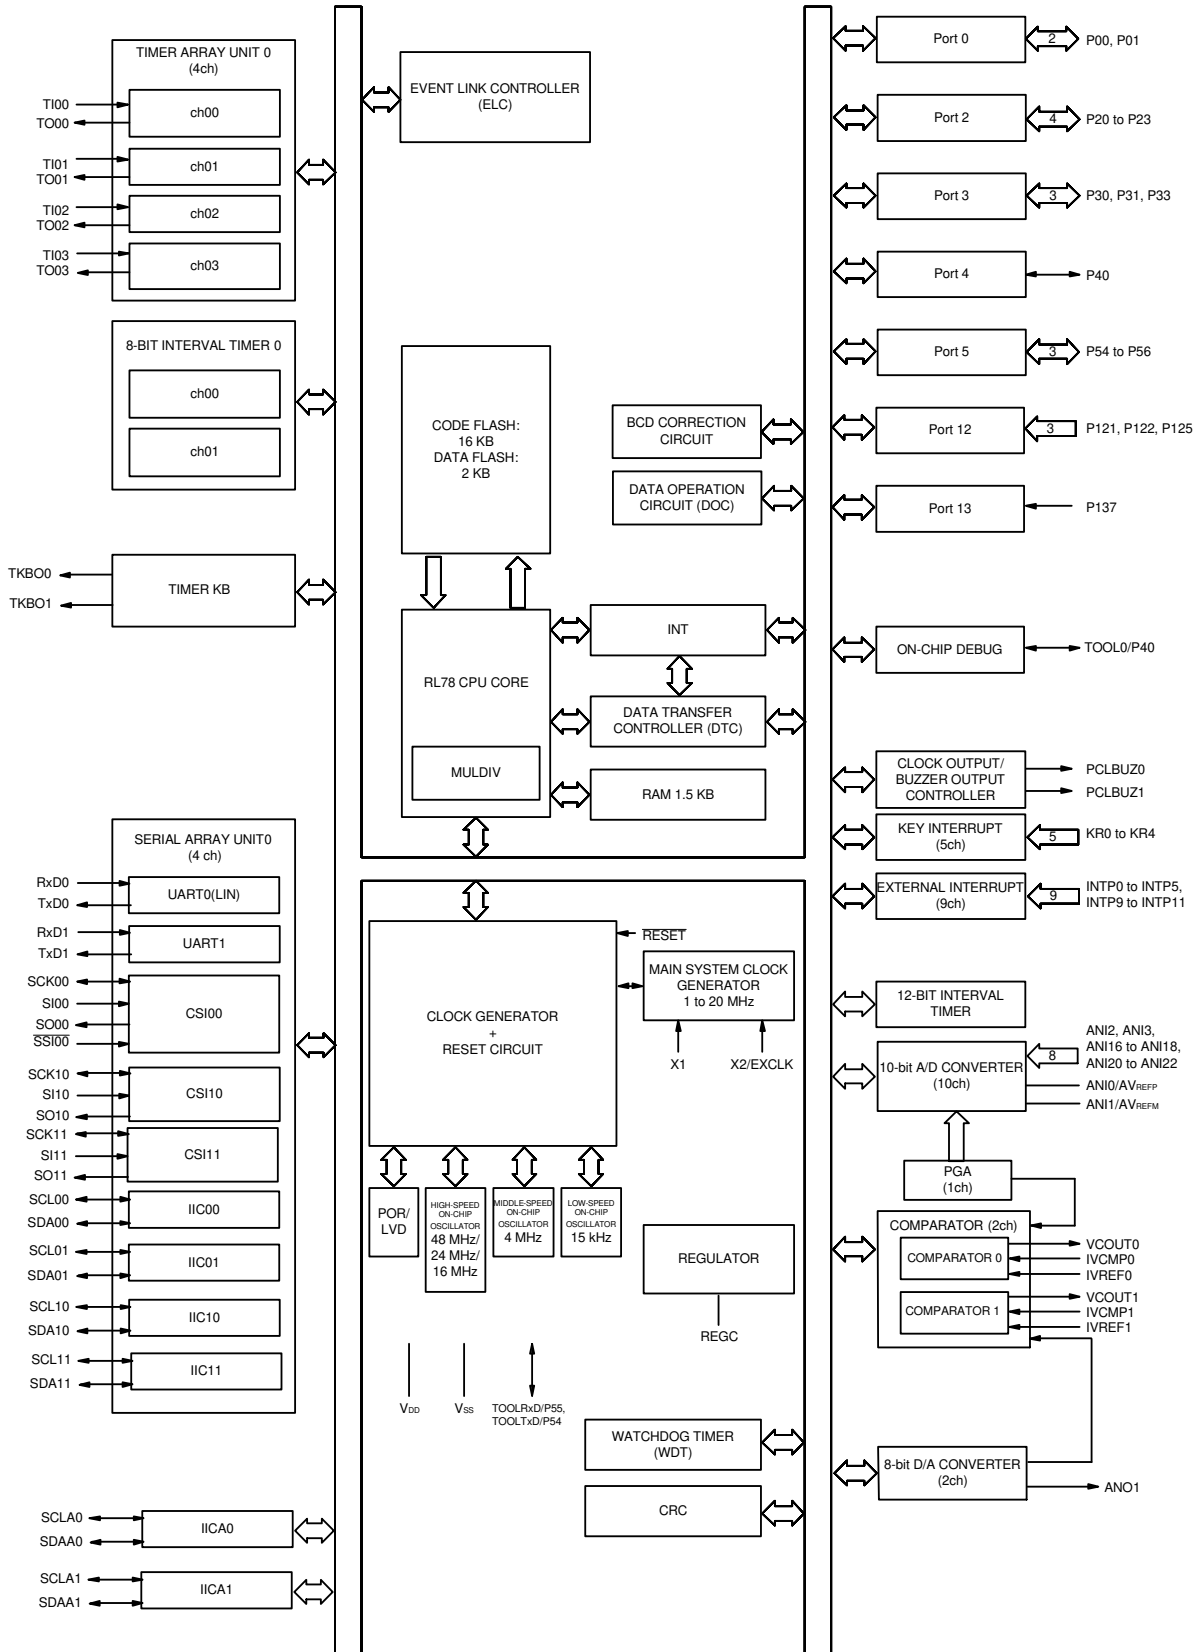 TIMER ARRAY UNIT 0
(4ch)
TI00
TO00
ch00
TI01
TO01
ch01
TI02
TO02
ch02
TI03
TO03
ch03
8-BIT INTERVAL TIMER 0
ch00
ch01
TKBO0
TKBO1
TIMER KB
SERIAL ARRAY UNIT0
(4 ch)
RxD0
TxD0
UART0(LIN)
RxD1
TxD1
UART1
SCK00
SI00
SO00
SSI00
CSI00
SCK10
SI10
SO10
CSI10
SCK11
SI11
SO11
CSI11
SCL00
SDA00
IIC00
SCL01
SDA01
IIC01
SCL10
SDA10
IIC10
SCL11
SDA11
IIC11
SCLA0
SDAA0
IICA0
SCLA1
SDAA1
IICA1
EVENT LINK CONTROLLER
(ELC)
CODE FLASH:
16 KB
DATA FLASH:
2 KB
BCD CORRECTION
CIRCUIT
DATA OPERATION
CIRCUIT (DOC)
RL78 CPU CORE
MULDIV
INT
DATA TRANSFER
CONTROLLER (DTC)
RAM 1.5 KB
CLOCK GENERATOR
+
RESET CIRCUIT
RESET
MAIN SYSTEM CLOCK
GENERATOR
1 to 20 MHz
X1
X2/EXCLK
POR/
LVD
HIGH-SPEED
ON-CHIP
OSCILLATOR
48 MHz/
24 MHz/
16 MHz
MIDDLE-SPEED
ON-CHIP
OSCILLATOR
4 MHz
LOW-SPEED
ON-CHIP
OSCILLATOR
15 kHz
REGULATOR
REGC
VDD
VSS
TOOLRxD/P55,
TOOLTxD/P54
WATCHDOG TIMER
(WDT)
CRC
Port 0
2
P00, P01
Port 2
4
P20 to P23
Port 3
3
P30, P31, P33
Port 4
P40
Port 5
3
P54 to P56
Port 12
3
P121, P122, P125
Port 13
P137
ON-CHIP DEBUG
TOOL0/P40
CLOCK OUTPUT/
BUZZER OUTPUT
CONTROLLER
PCLBUZ0
PCLBUZ1
KEY INTERRUPT
(5ch)
5
KR0 to KR4
EXTERNAL INTERRUPT
(9ch)
9
INTP0 to INTP5,
INTP9 to INTP11
12-BIT INTERVAL
TIMER
10-bit A/D CONVERTER
(10ch)
8
ANI2, ANI3,
ANI16 to ANI18,
ANI20 to ANI22
ANI0/AVREFP
ANI1/AVREFM
PGA
(1ch)
COMPARATOR (2ch)
COMPARATOR 0
VCOUT0
IVCMP0
IVREF0
COMPARATOR 1
VCOUT1
IVCMP1
IVREF1
8-bit D/A CONVERTER
(2ch)
ANO1